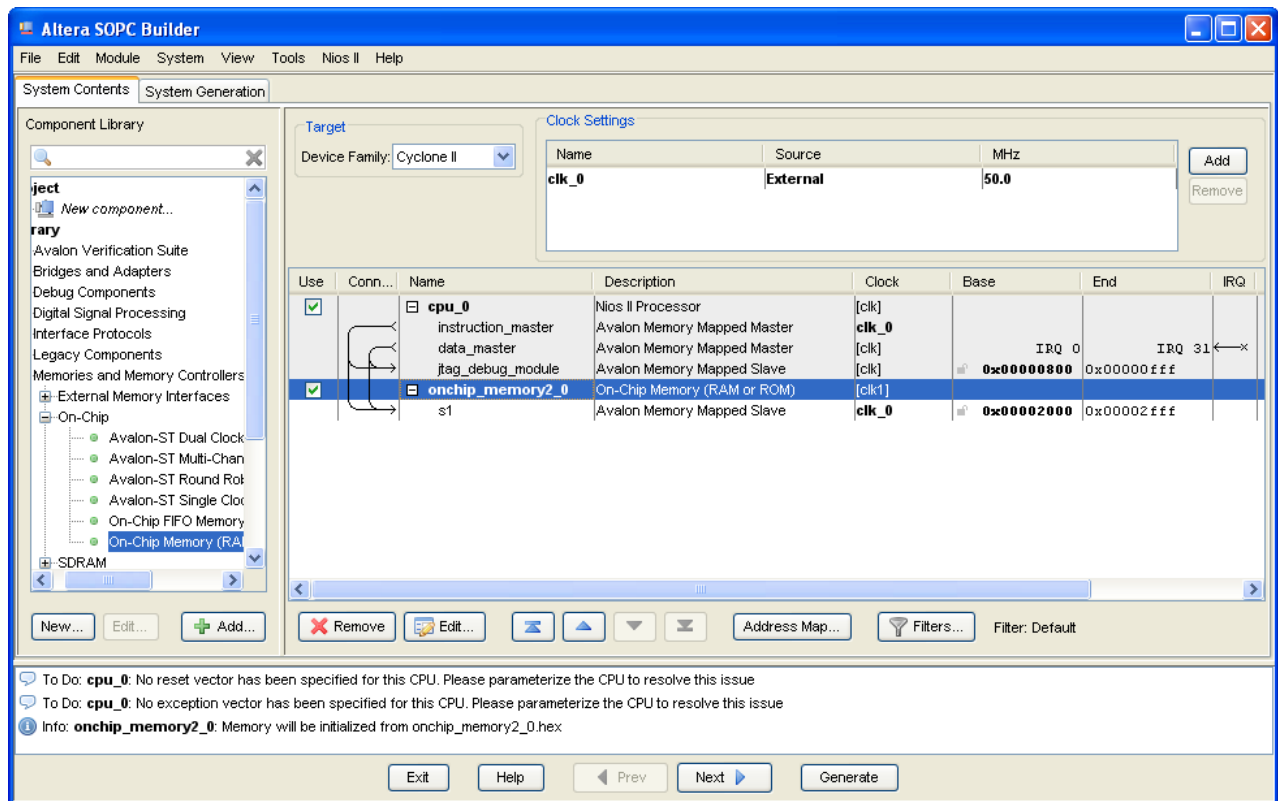 Altera SOPC Builder
File Edit Module System View Tools Nios II Help
System Contents System Generation
Component Library
ject
New component...
rary
Avalon Verification Suite
Bridges and Adapters
Debug Components
Digital Signal Processing
Interface Protocols
Legacy Components
Memories and Memory Controllers
External Memory Interfaces
On-Chip
Avalon-ST Dual Clock
Avalon-ST Multi-Chan
Avalon-ST Round Rob
Avalon-ST Single Cloc
On-Chip FIFO Memory
On-Chip Memory (RAM
SDRAM
New... Edit... Add...
Target
Device Family: Cyclone II
Clock Settings
Name Source MHz
clk_0 External 50.0
Add
Remove
Use Conn... Name Description Clock Base End IRQ
cpu_0 Nios II Processor [clk]
instruction_master Avalon Memory Mapped Master clk_0
data_master Avalon Memory Mapped Master [clk] IRQ 0 IRQ 31
jtag_debug_module Avalon Memory Mapped Slave [clk] 0x00000800 0x00000fff
onchip_memory2_0 On-Chip Memory (RAM or ROM) [clk1]
s1 Avalon Memory Mapped Slave clk_0 0x00002000 0x00002fff
Remove Edit... Address Map... Filters... Filter: Default
To Do: cpu_0: No reset vector has been specified for this CPU. Please parameterize the CPU to resolve this issue
To Do: cpu_0: No exception vector has been specified for this CPU. Please parameterize the CPU to resolve this issue
Info: onchip_memory2_0: Memory will be initialized from onchip_memory2_0.hex
Exit Help Prev Next Generate